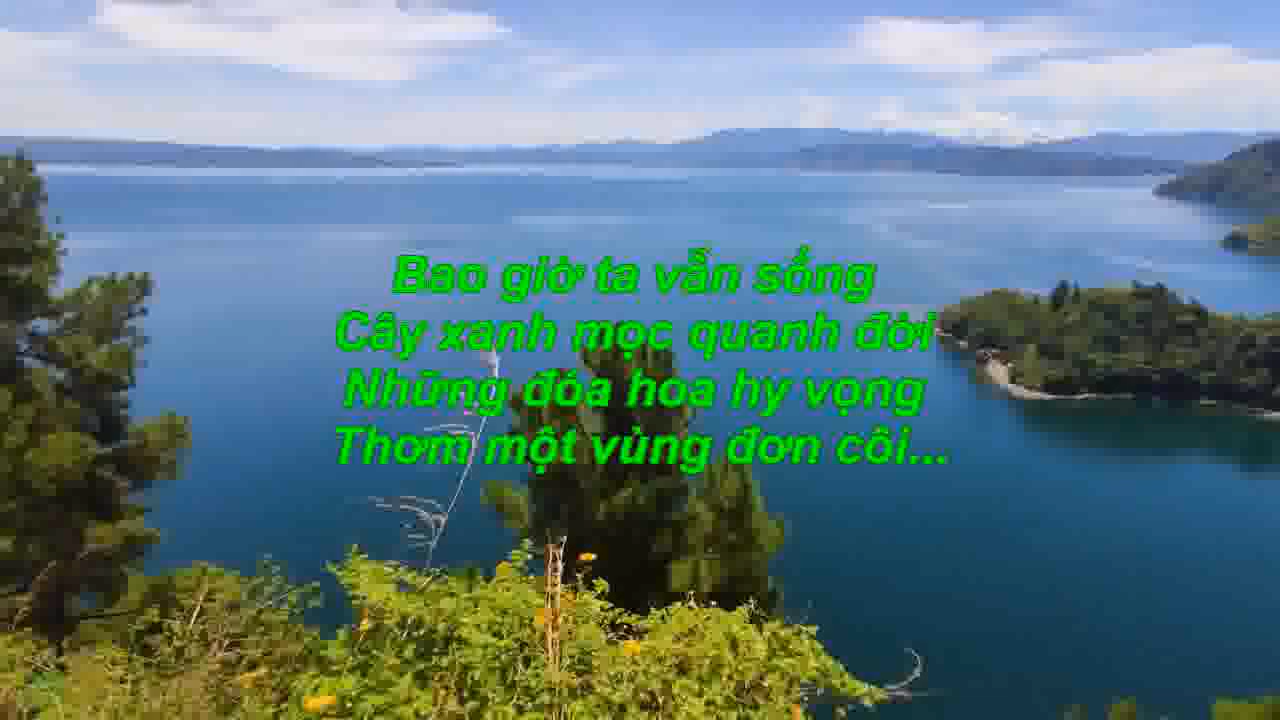 Bao giờ ta vẫn sống
Cây xanh mọc quanh đời
Những đóa hoa hy vọng
Thơm một vùng đơn côi...